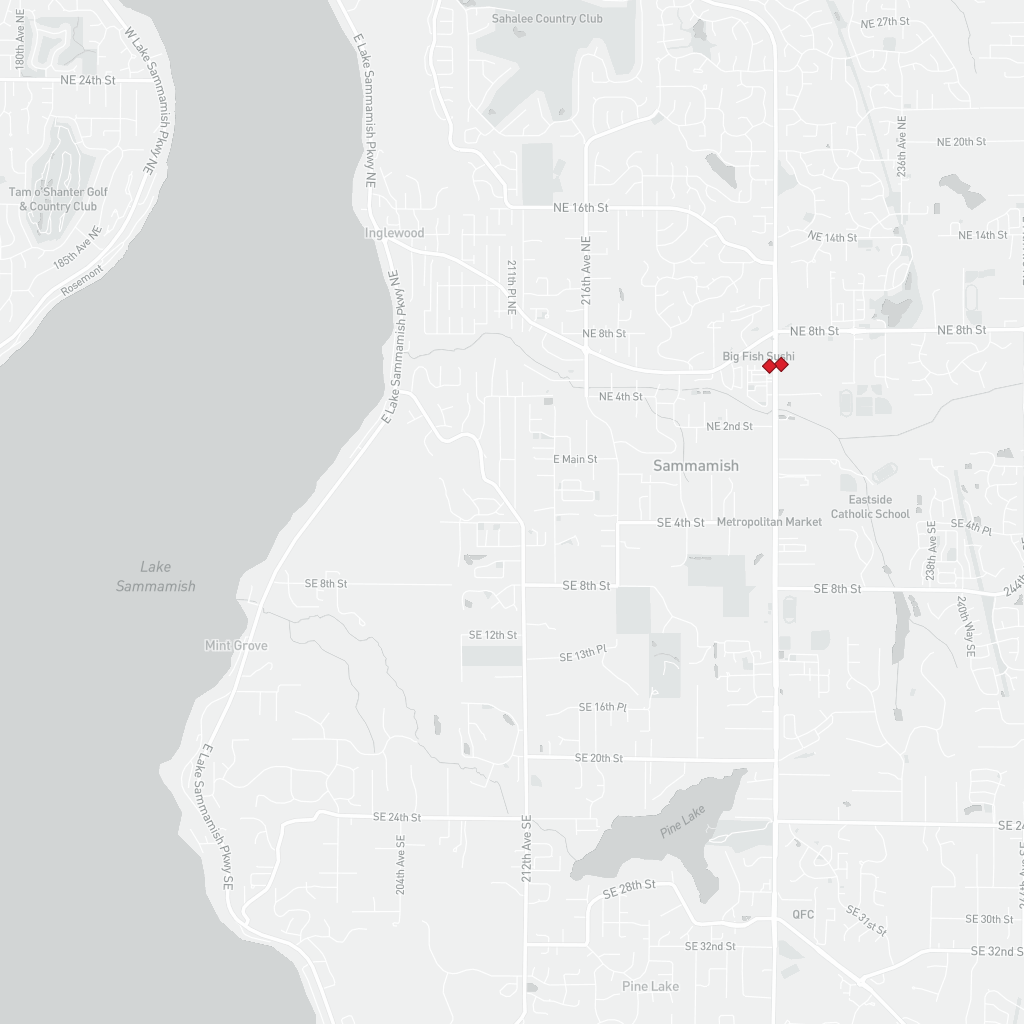 Sahalee Country Club
NE 27th St
180th Ave NE
W Lake Sammamish Pkwy NE
E Lake Sammamish Pkwy NE
NE 24th St
236th Ave NE
NE 20th St
Tam o'Shanter Golf
& Country Club
NE 16th St
185th Ave NE
Inglewood
NE 14th St
NE 14th St
Rosemont
211th Pl NE
216th Ave NE
E Lake Sammamish Pkwy NE
NE 8th St
NE 8th St
NE 8th St
Big Fish Sushi
NE 4th St
NE 2nd St
E Main St
Sammamish
Eastside
Catholic School
SE 4th St
Metropolitan Market
SE 4th Pl
238th Ave SE
Lake
Sammamish
SE 8th St
SE 8th St
SE 8th St
244th
240th Way SE
Mint Grove
SE 12th St
SE 13th Pl
SE 16th Pl
SE 20th St
E Lake Sammamish Pkwy SE
SE 24th St
Pine Lake
SE 24
204th Ave SE
212th Ave SE
244th Ave SE
SE 28th St
QFC
SE 31st St
SE 30th St
SE 32nd St
SE 32nd S
Pine Lake